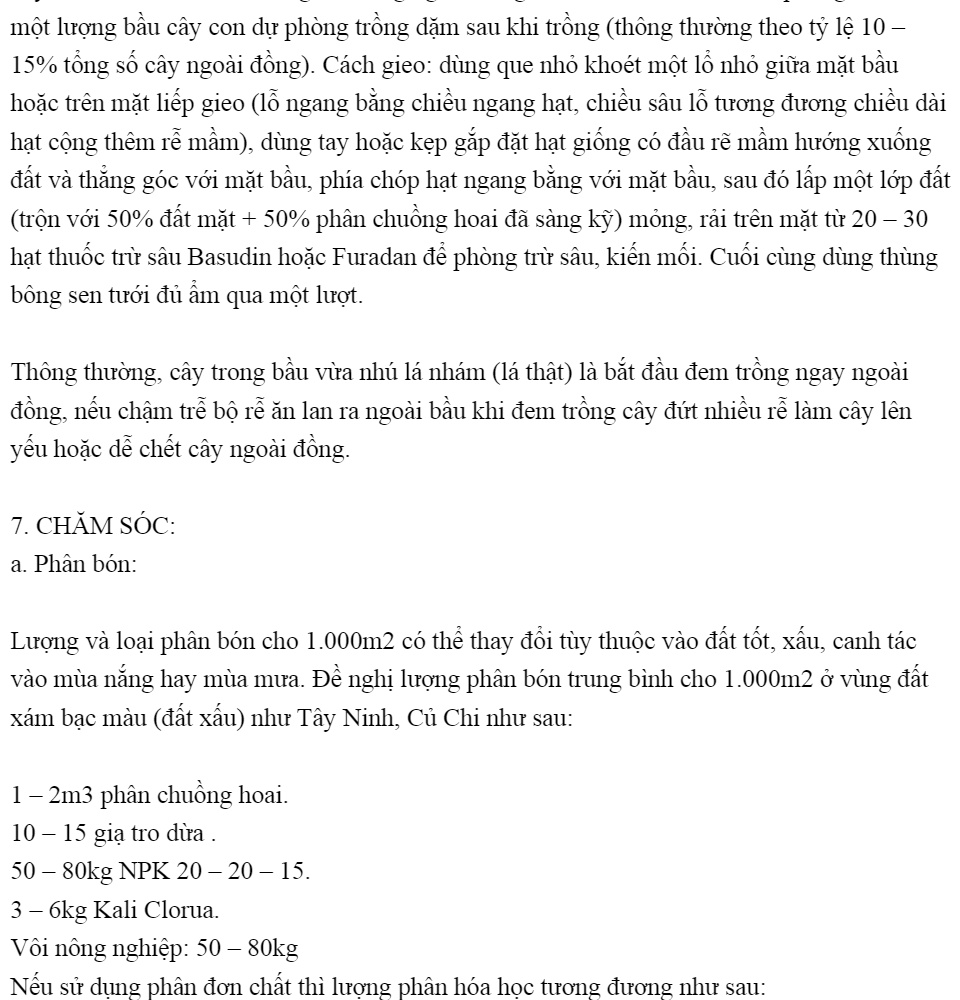 một lượng bầu cây con dự phòng trồng dặm sau khi trồng (thông thường theo tỷ lệ 10 –
15% tổng số cây ngoài đồng). Cách gieo: dùng que nhỏ khoét một lổ nhỏ giữa mặt bầu
hoặc trên mặt liếp gieo (lỗ ngang bằng chiều ngang hạt, chiều sâu lỗ tương đương chiều dài
hạt cộng thêm rễ mầm), dùng tay hoặc kẹp gắp đặt hạt giống có đầu rẽ mầm hướng xuống
đất và thẳng góc với mặt bầu, phía chóp hạt ngang bằng với mặt bầu, sau đó lấp một lớp đất
(trộn với 50% đất mặt + 50% phân chuồng hoai đã sàng kỹ) mỏng, rải trên mặt từ 20 – 30
hạt thuốc trừ sâu Basudin hoặc Furadan để phòng trừ sâu, kiến mối. Cuối cùng dùng thùng
bông sen tưới đủ ẩm qua một lượt.
Thông thường, cây trong bầu vừa nhú lá nhám (lá thật) là bắt đầu đem trồng ngay ngoài
đồng, nếu chậm trễ bộ rễ ăn lan ra ngoài bầu khi đem trồng cây đứt nhiều rễ làm cây lên
yếu hoặc dễ chết cây ngoài đồng.
7. CHĂM SÓC:
a. Phân bón:
Lượng và loại phân bón cho 1.000m2 có thể thay đổi tùy thuộc vào đất tốt, xấu, canh tác
vào mùa nắng hay mùa mưa. Đề nghị lượng phân bón trung bình cho 1.000m2 ở vùng đất
xám bạc màu (đất xấu) như Tây Ninh, Củ Chi như sau:
1 – 2m3 phân chuồng hoai.
10 – 15 giạ tro dừa .
50 – 80kg NPK 20 – 20 – 15.
3 – 6kg Kali Clorua.
Vôi nông nghiệp: 50 – 80kg
Nếu sử dụng phân đơn chất thì lượng phân hóa học tương đương như sau: